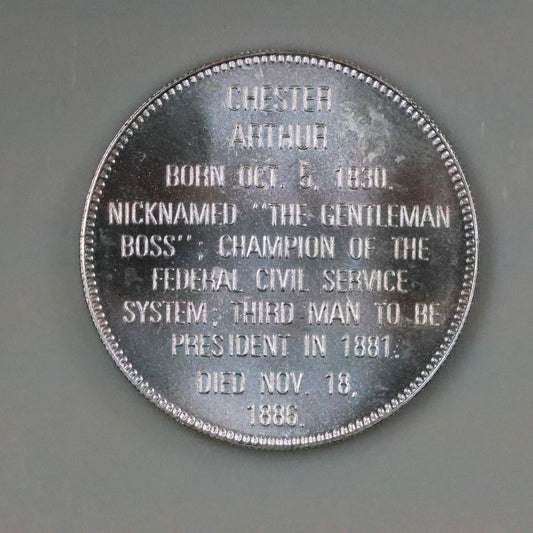 CHESTER
ARTHUR
BORN OCT. 5, 1830.
NICKNAMED "THE GENTLEMAN
BOSS"; CHAMPION OF THE
FEDERAL CIVIL SERVICE
SYSTEM; THIRD MAN TO BE
PRESIDENT IN 1881.
DIED NOV. 18,
1886.